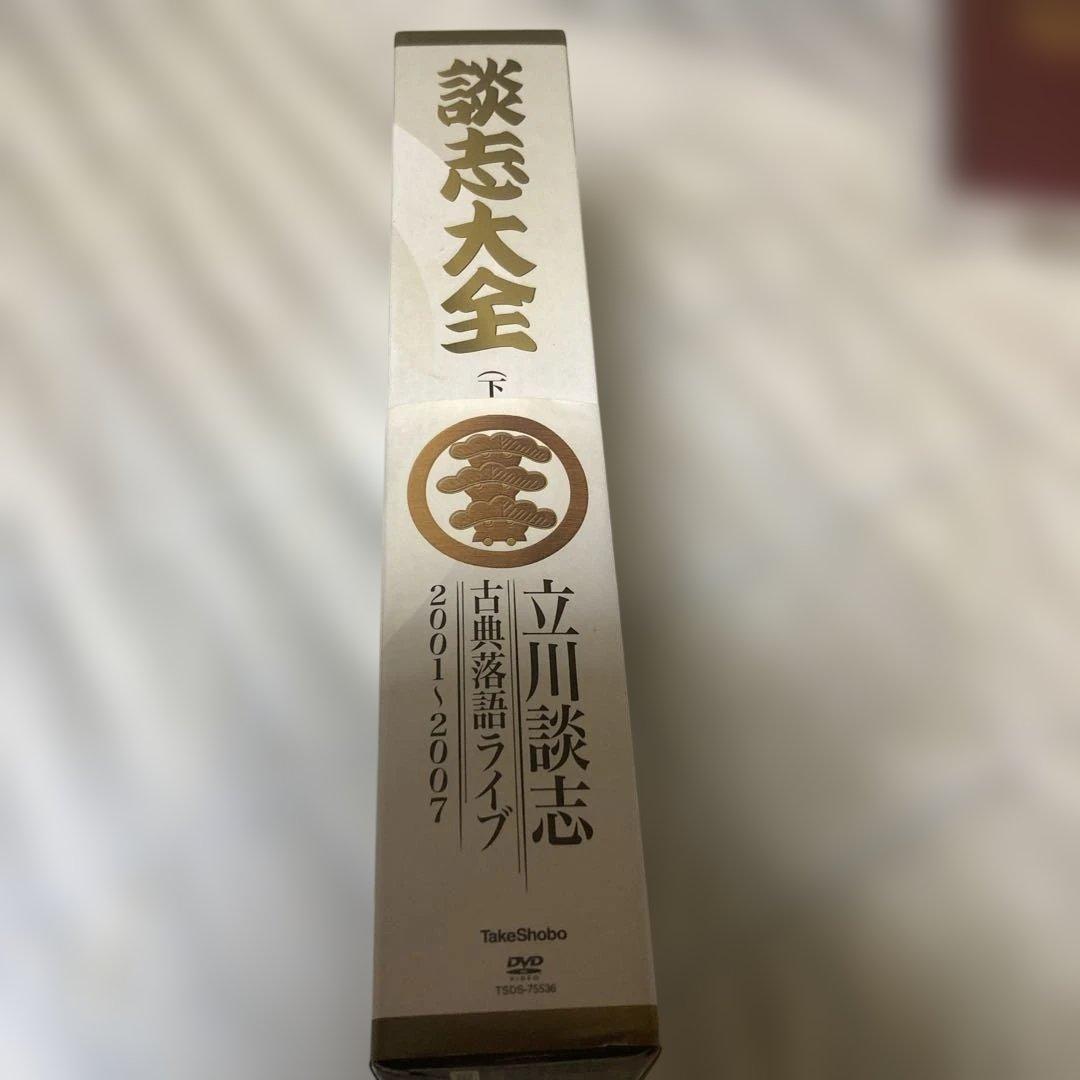 談志大全
（下
立川談志
古典落語ライブ
2001〜2007
TakeShobo
DVD
VIDEO
TSDS-75536